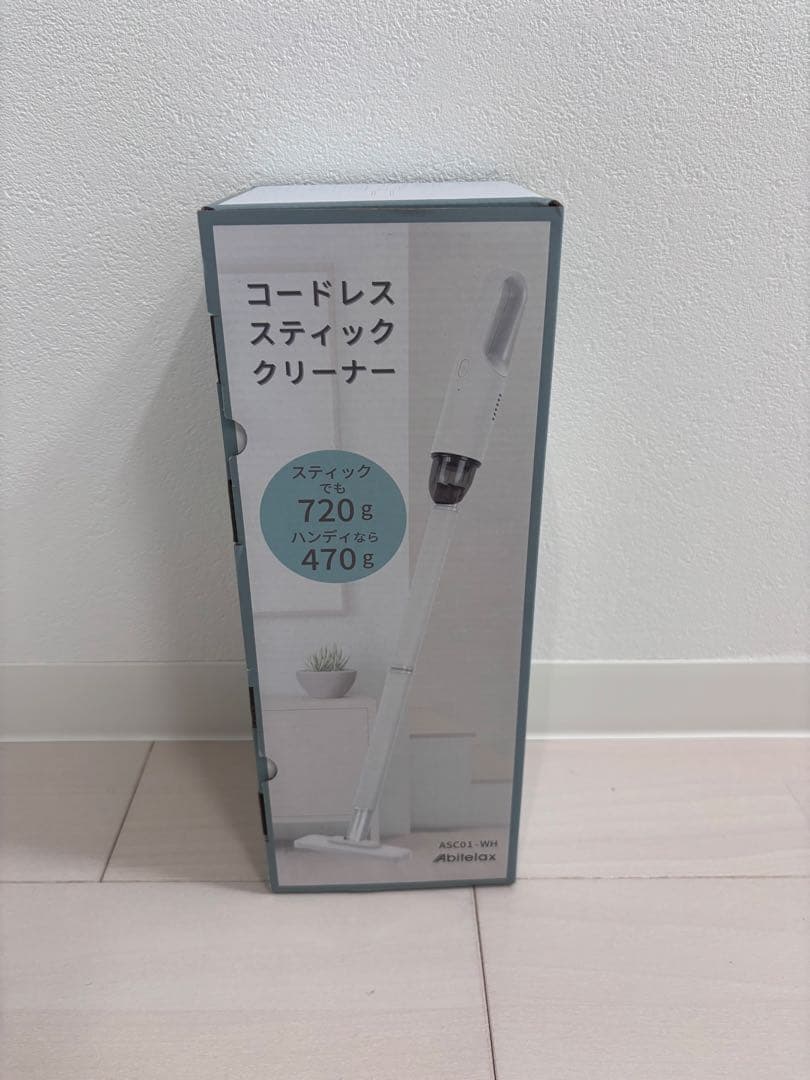 コードレス
スティック
クリーナー
スティック
でも
720g
ハンディなら
470g
ASC01-WH
Abitelax